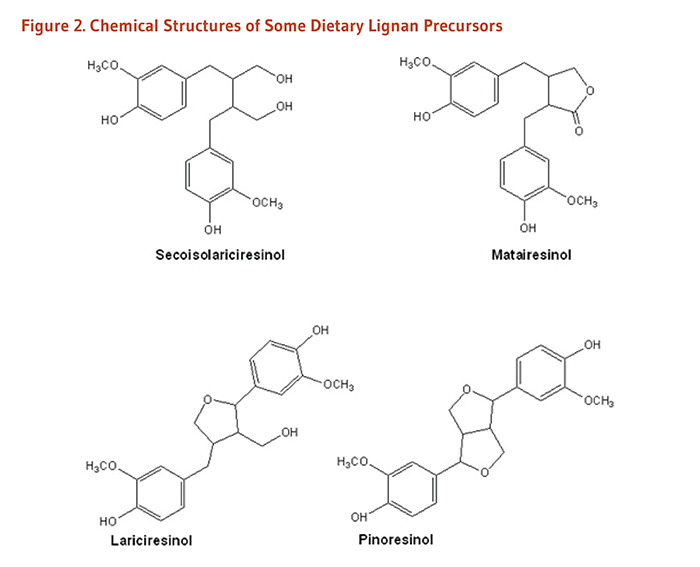 Figure 2. Chemical Structures of Some Dietary Lignan Precursors
H₃CO
HO
OH
OH
OCH₃
OH
Secoisolariciresinol
H₃CO
HO
O
O
OCH₃
OH
Matairesinol
OH
OCH₃
O
OH
H₃CO
HO
Lariciresinol
OH
OCH₃
O
O
H₃CO
OH
Pinoresinol